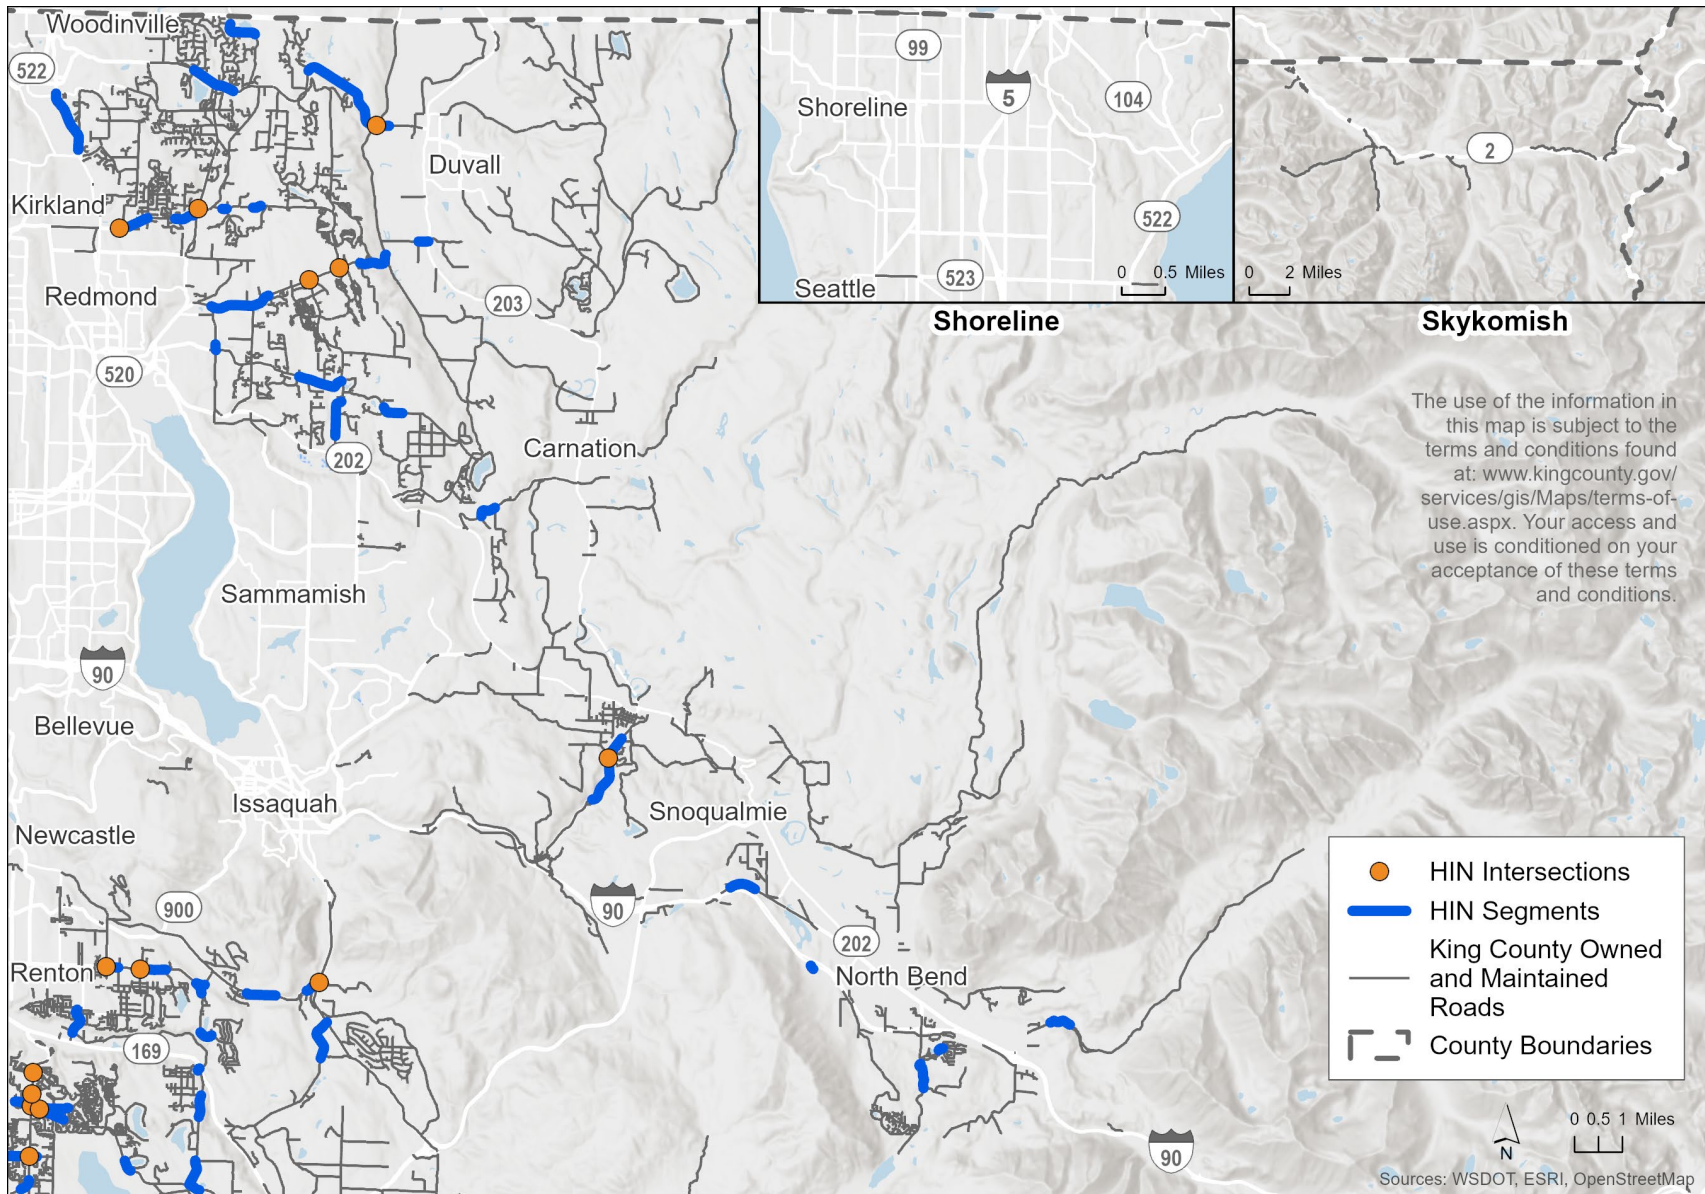 Woodinville
522
Duvall
Kirkland
Redmond
203
520
Carnation
202
Sammamish
90
Bellevue
Issaquah
Snoqualmie
Newcastle
900
90
202
Renton
North Bend
169
90
99
5
104
Shoreline
522
523
Seattle
0 0.5 Miles
Shoreline
2
0 2 Miles
Skykomish
The use of the information in
this map is subject to the
terms and conditions found
at: www.kingcounty.gov/
services/gis/Maps/terms-of-
use.aspx. Your access and
use is conditioned on your
acceptance of these terms
and conditions.
HIN Intersections
HIN Segments
King County Owned
and Maintained
Roads
County Boundaries
N
0 0.5 1 Miles
Sources: WSDOT, ESRI, OpenStreetMap